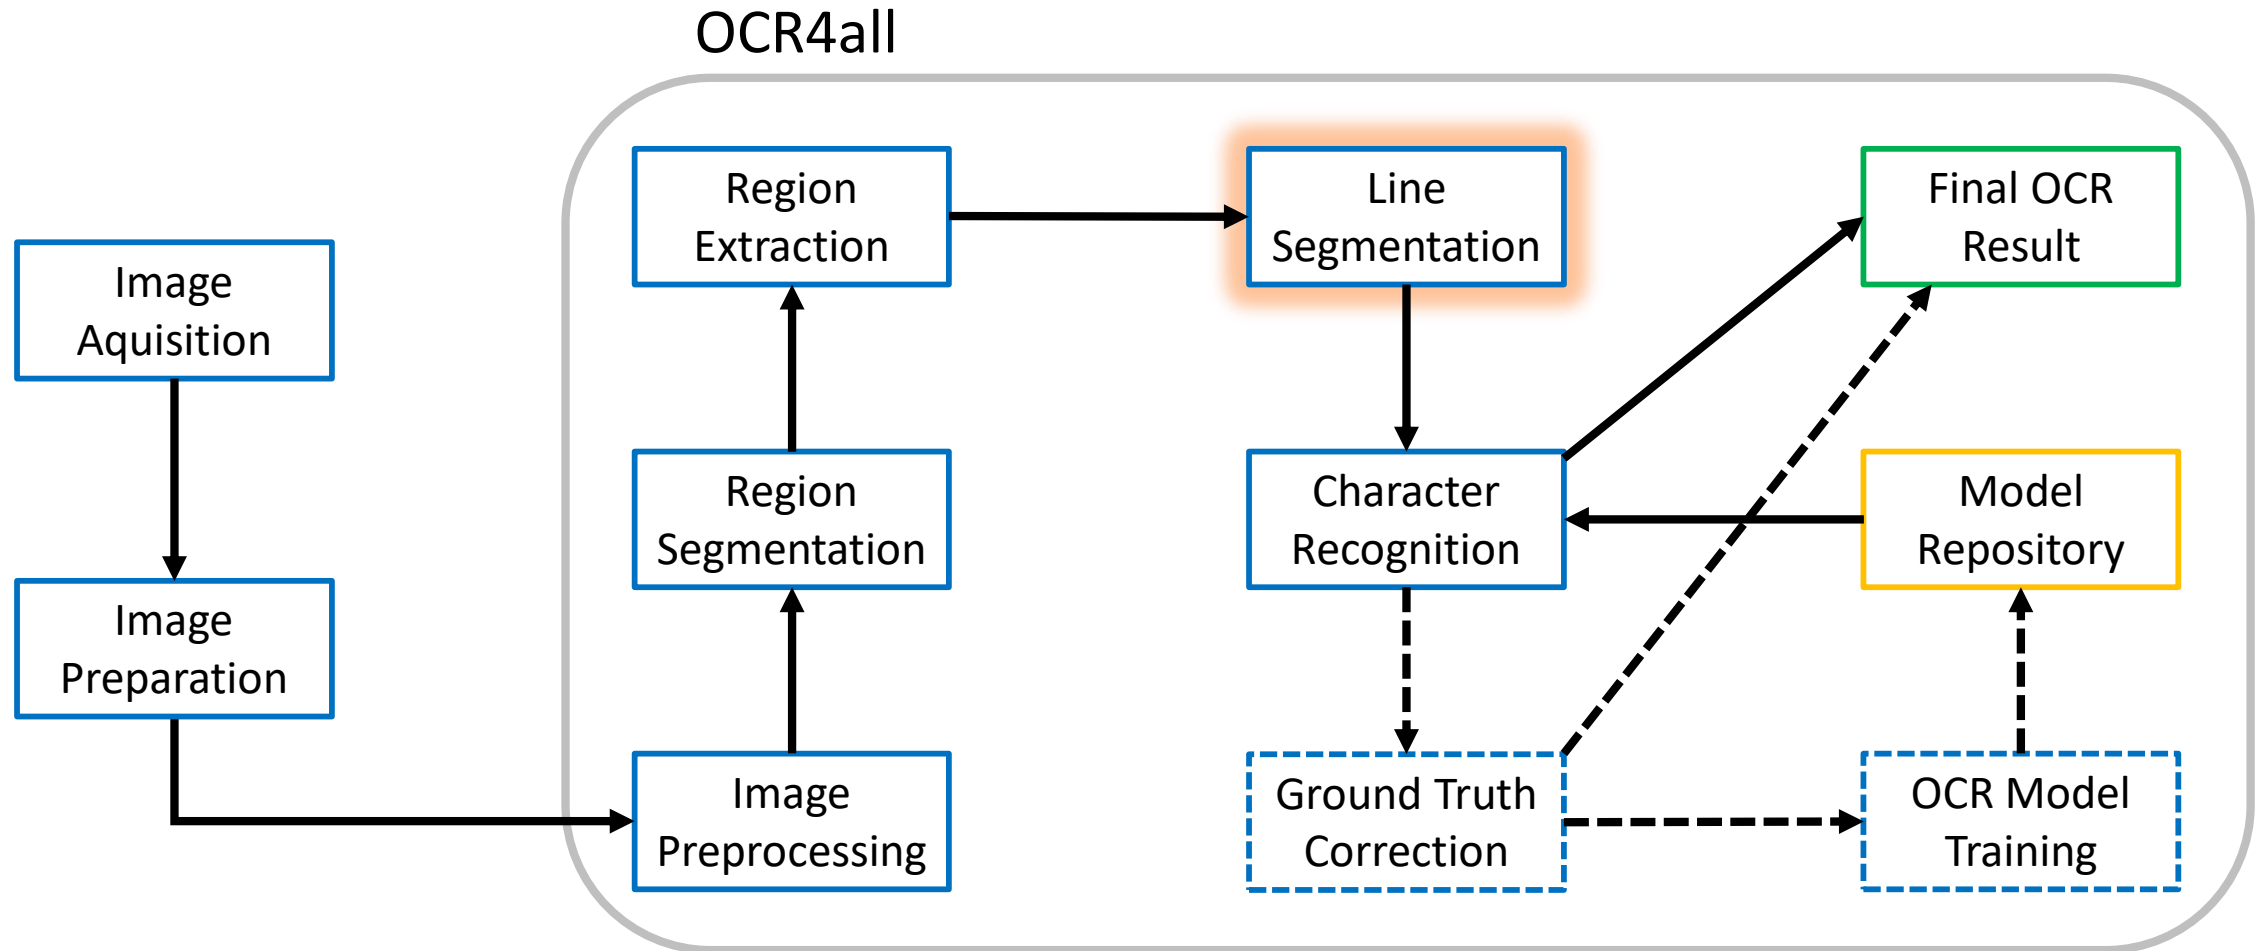 OCR4all
Image
Aquisition
Image
Preparation
Image
Preprocessing
Region
Segmentation
Region
Extraction
Line
Segmentation
Character
Recognition
Ground Truth
Correction
OCR Model
Training
Model
Repository
Final OCR
Result